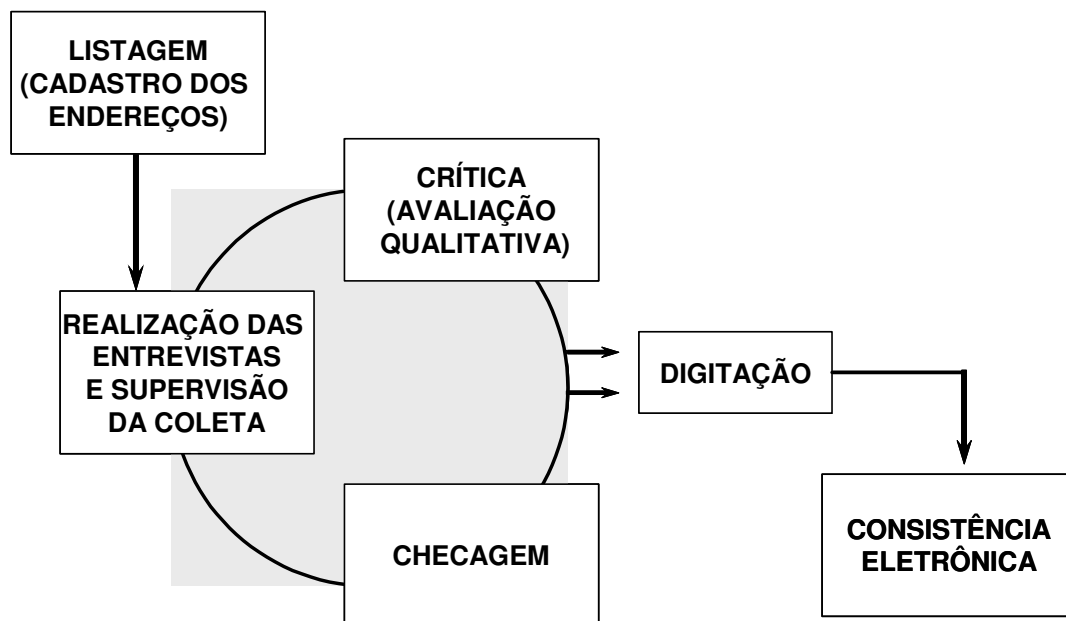 LISTAGEM
(CADASTRO DOS
ENDEREÇOS)
CRÍTICA
(AVALIAÇÃO
QUALITATIVA)
REALIZAÇÃO DAS
ENTREVISTAS
E SUPERVISÃO
DA COLETA
DIGITAÇÃO
CHECAGEM
CONSISTÊNCIA
ELETRÔNICA